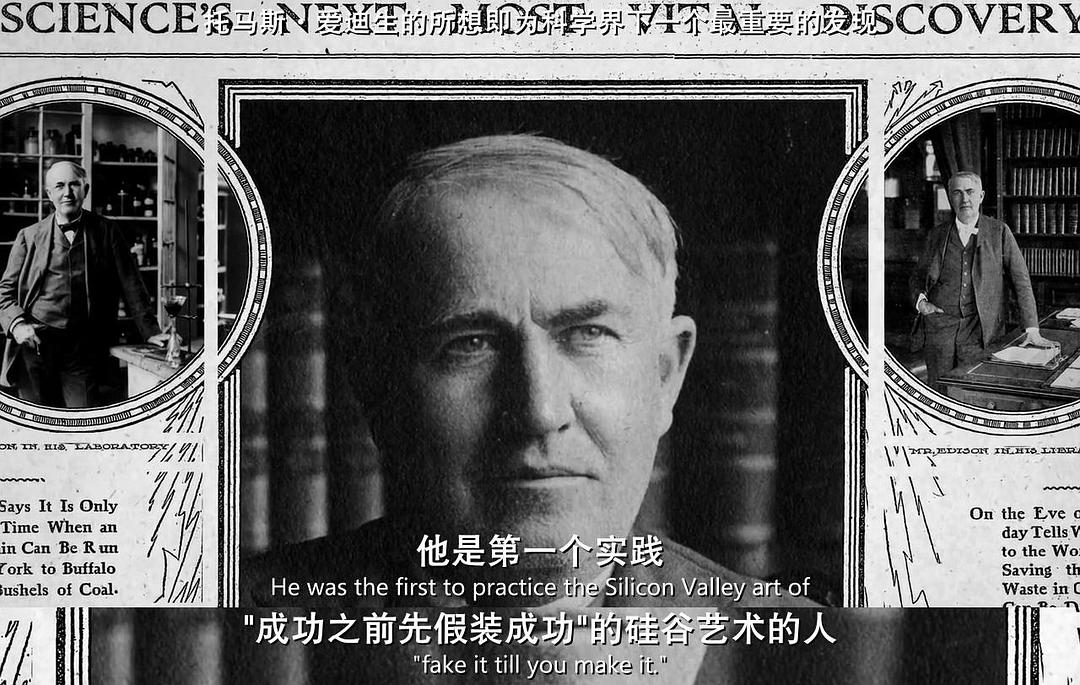 SCIENCE'S NEXT MOST VITAL DISCOVERY
托马斯·爱迪生的所想即为科学界下一个最重要的发现
ON IN HIS LABORATORY
MR. EDISON IN HIS
Says It Is Only
Time When an
Can Be Run
York to Buffalo
Bushels of Coal.
On the Eve
day Tells
to the
Saving
Waste in
他是第一个实践
He was the first to practice the Silicon Valley art of
"成功之前先假装成功"的硅谷艺术的人
"fake it till you make it."